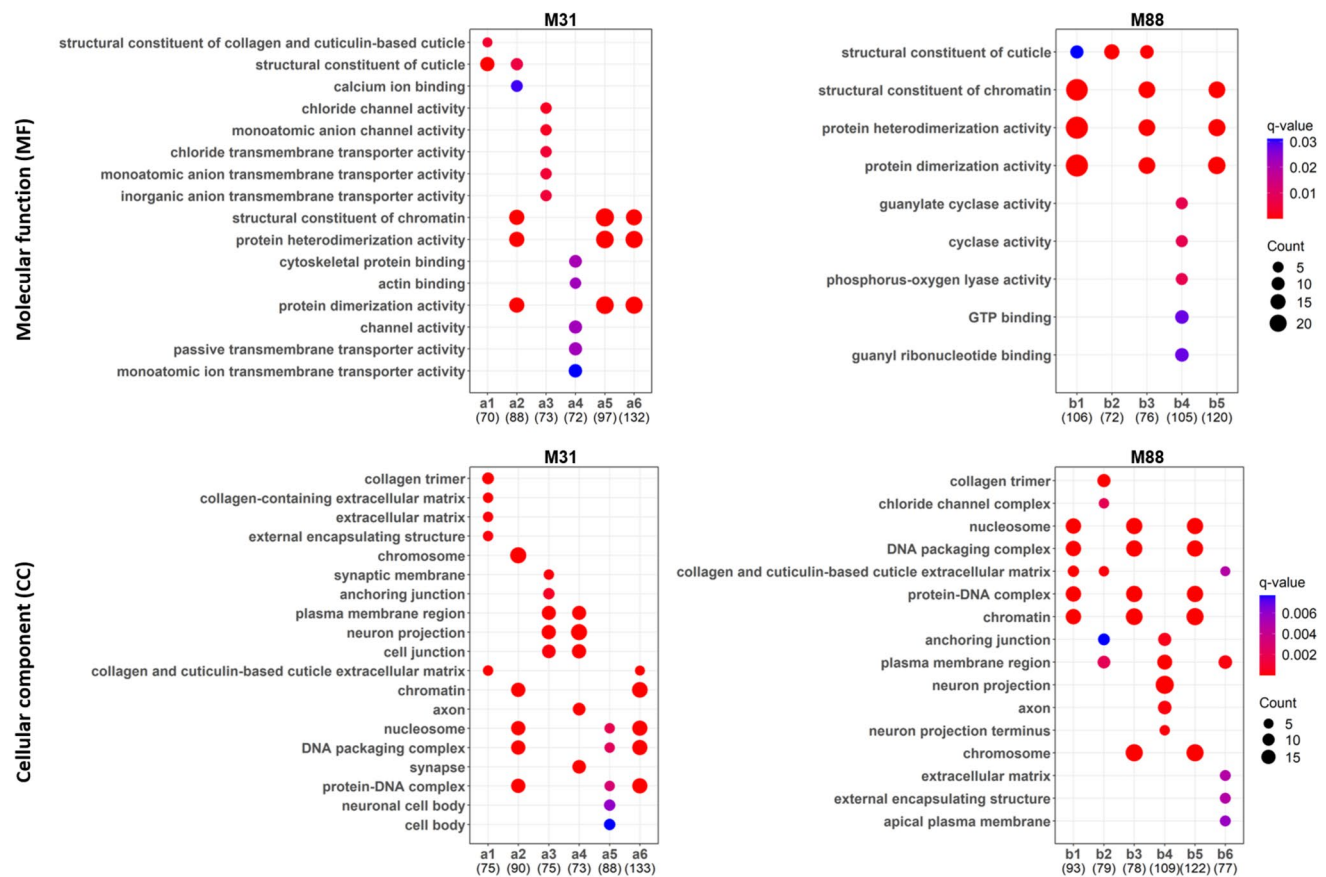 M31
Molecular function (MF)
structural constituent of collagen and cuticulin-based cuticle
structural constituent of cuticle
calcium ion binding
chloride channel activity
monoatomic anion channel activity
chloride transmembrane transporter activity
monoatomic anion transmembrane transporter activity
inorganic anion transmembrane transporter activity
structural constituent of chromatin
protein heterodimerization activity
cytoskeletal protein binding
actin binding
protein dimerization activity
channel activity
passive transmembrane transporter activity
monoatomic ion transmembrane transporter activity
a1 a2 a3 a4 a5 a6
(70) (88) (73) (72) (97) (132)
M88
structural constituent of cuticle
structural constituent of chromatin
protein heterodimerization activity
protein dimerization activity
guanylate cyclase activity
cyclase activity
phosphorus-oxygen lyase activity
GTP binding
guanyl ribonucleotide binding
b1 b2 b3 b4 b5
(106) (72) (76) (105) (120)
q-value
0.03
0.01
Count
5
10
15
20
M31
Cellular component (CC)
collagen trimer
collagen-containing extracellular matrix
extracellular matrix
external encapsulating structure
chromosome
synaptic membrane
anchoring junction
plasma membrane region
neuron projection
cell junction
collagen and cuticulin-based cuticle extracellular matrix
chromatin
axon
nucleosome
DNA packaging complex
synapse
protein-DNA complex
neuronal cell body
cell body
a1 a2 a3 a4 a5 a6
(75) (90) (75) (73) (88) (133)
M88
collagen trimer
chloride channel complex
nucleosome
DNA packaging complex
collagen and cuticulin-based cuticle extracellular matrix
protein-DNA complex
chromatin
anchoring junction
plasma membrane region
neuron projection
axon
neuron projection terminus
chromosome
extracellular matrix
external encapsulating structure
apical plasma membrane
b1 b2 b3 b4 b5 b6
(93) (79) (78) (109)(122) (77)
q-value
0.006
0.004
0.002
Count
5
10
15